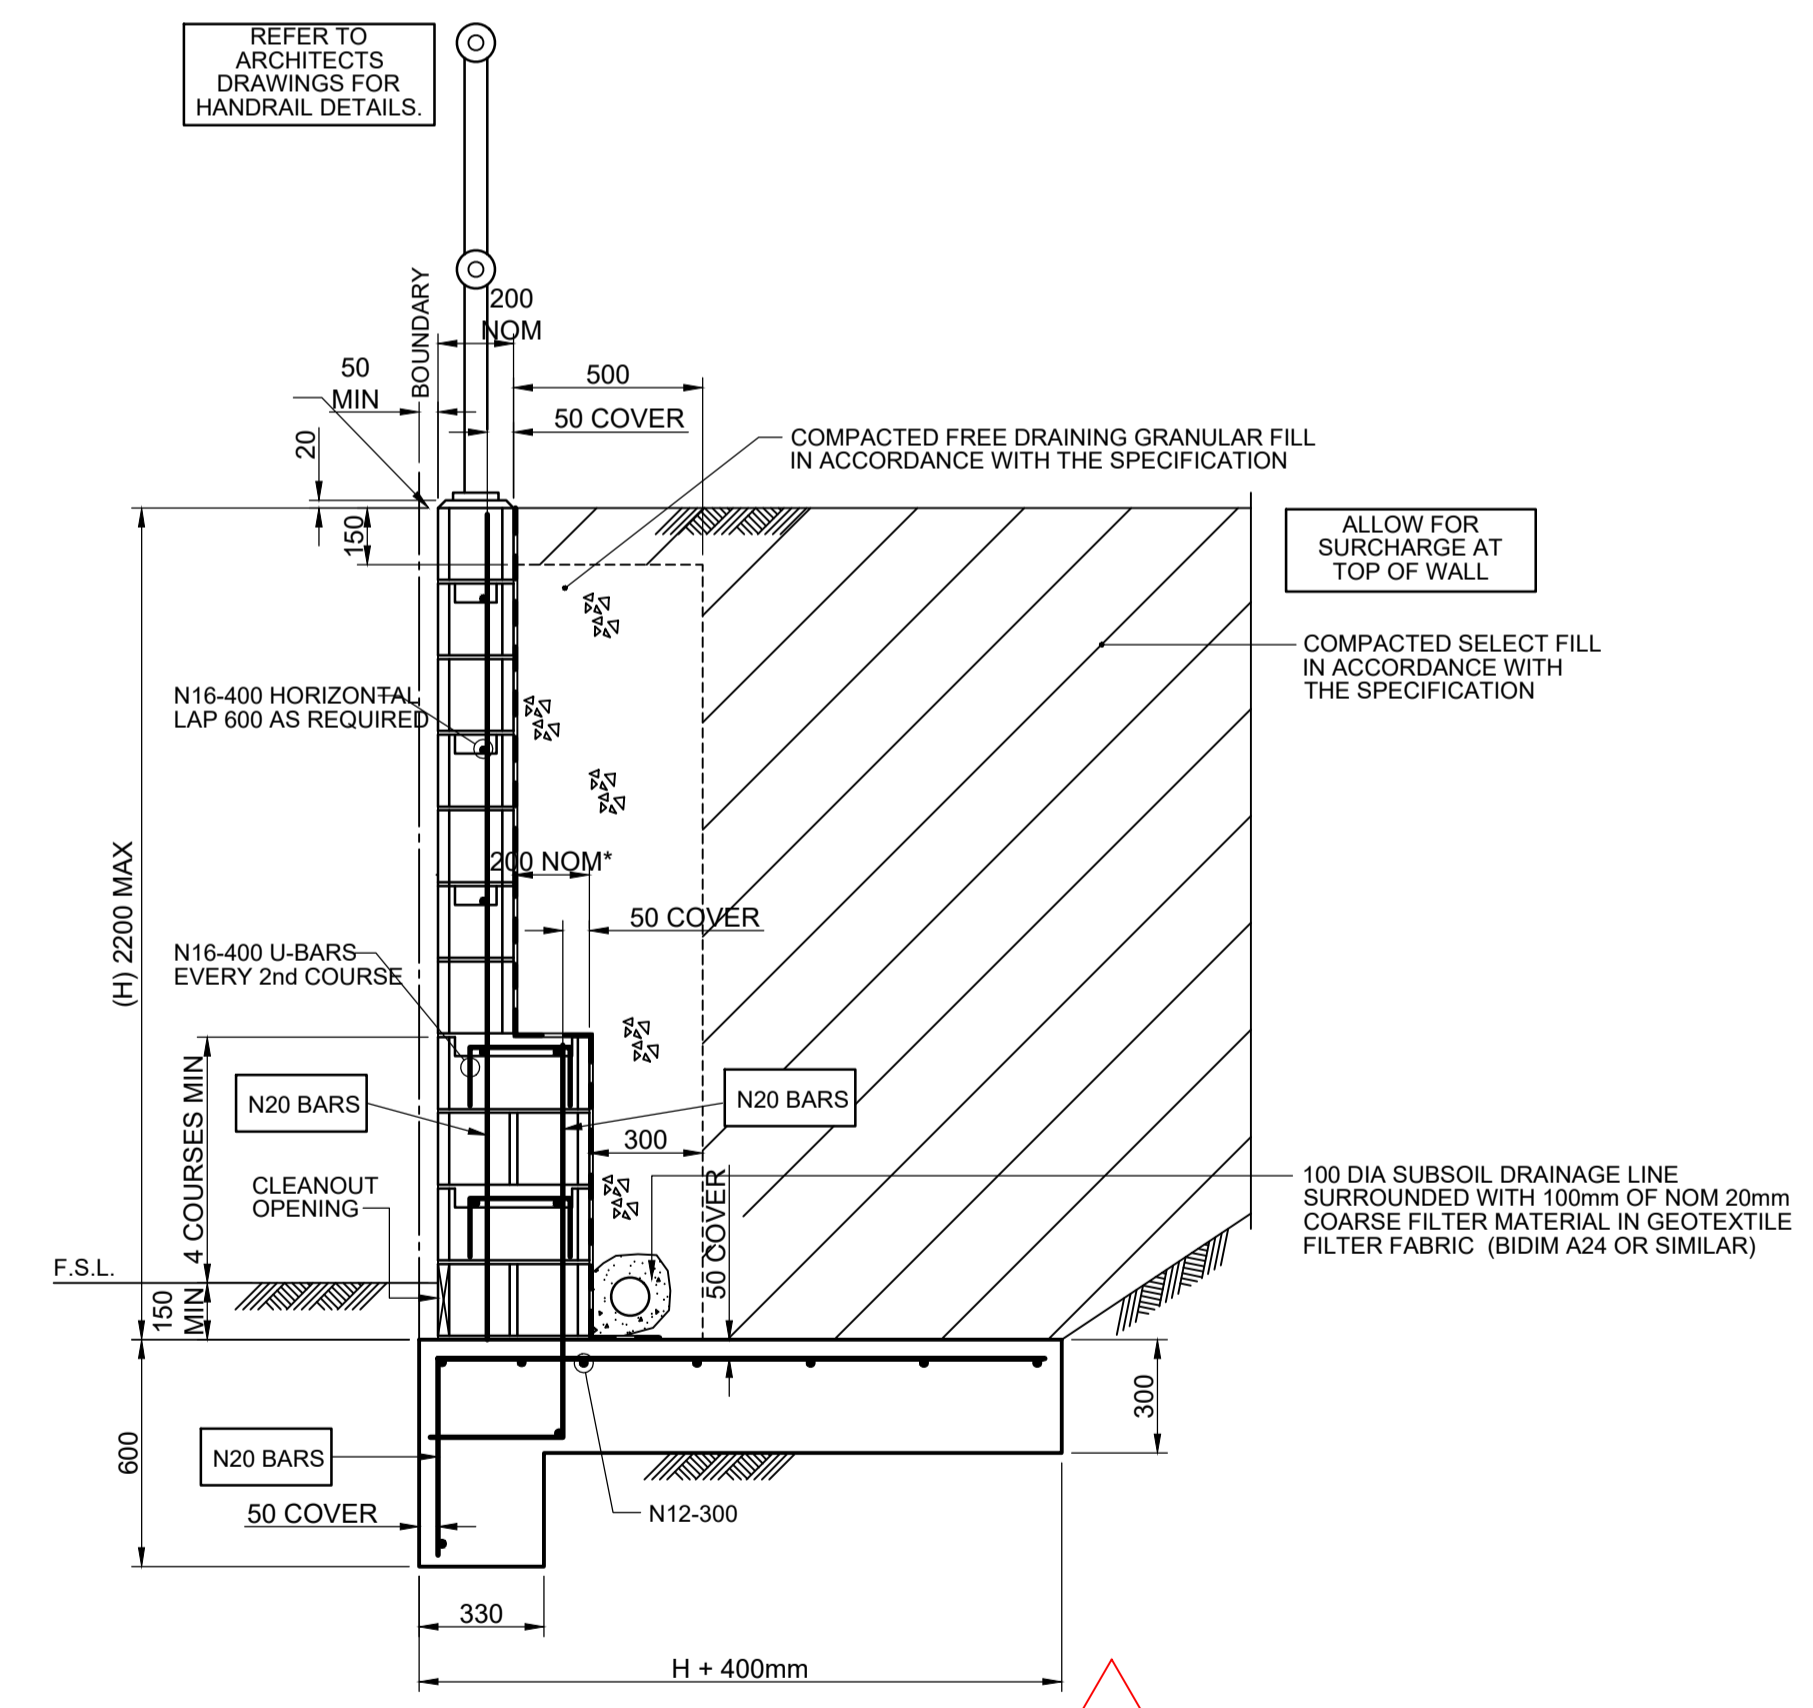 REFER TO
ARCHITECTS
DRAWINGS FOR
HANDRAIL DETAILS.
BOUNDARY
200
NOM
50
MIN
500
50 COVER
20
150
COMPACTED FREE DRAINING GRANULAR FILL
IN ACCORDANCE WITH THE SPECIFICATION
ALLOW FOR
SURCHARGE AT
TOP OF WALL
COMPACTED SELECT FILL
IN ACCORDANCE WITH
THE SPECIFICATION
N16-400 HORIZONTAL
LAP 600 AS REQUIRED
(H) 2200 MAX
200 NOM*
50 COVER
N16-400 U-BARS
EVERY 2nd COURSE
4 COURSES MIN
N20 BARS
N20 BARS
300
CLEANOUT
OPENING
50 COVER
100 DIA SUBSOIL DRAINAGE LINE
SURROUNDED WITH 100mm OF NOM 20mm
COARSE FILTER MATERIAL IN GEOTEXTILE
FILTER FABRIC (BIDIM A24 OR SIMILAR)
F.S.L.
150
MIN
600
300
N20 BARS
50 COVER
N12-300
330
H + 400mm